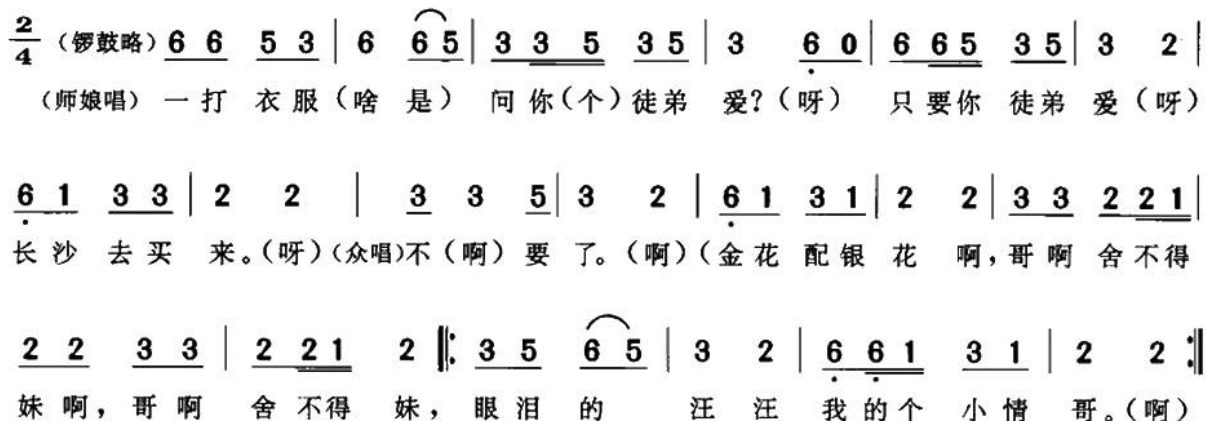 2/4 (锣鼓略) 6 6 5 3 | 6 6 5 | 3 3 5 3 5 | 3 6 0 | 6 6 5 3 5 | 3 2 |
(师娘唱) 一打 衣服(啥 是) 问你(个)徒弟 爱?(呀) 只要你 徒弟 爱(呀)
6 1 3 3 | 2 2 | 3 3 5 | 3 2 | 6 1 3 1 | 2 2 | 3 3 2 2 1 |
长沙 去买 来。(呀)(众唱)不(啊)要 了。(啊)(金花 配银 花 啊,哥啊 舍不得
2 2 3 3 | 2 2 1 2 ‖: 3 5 6 5 | 3 2 | 6 6 1 3 1 | 2 2 :‖
妹啊,哥啊 舍不得 妹,眼泪 的 汪 汪 我的个 小情 哥。(啊)